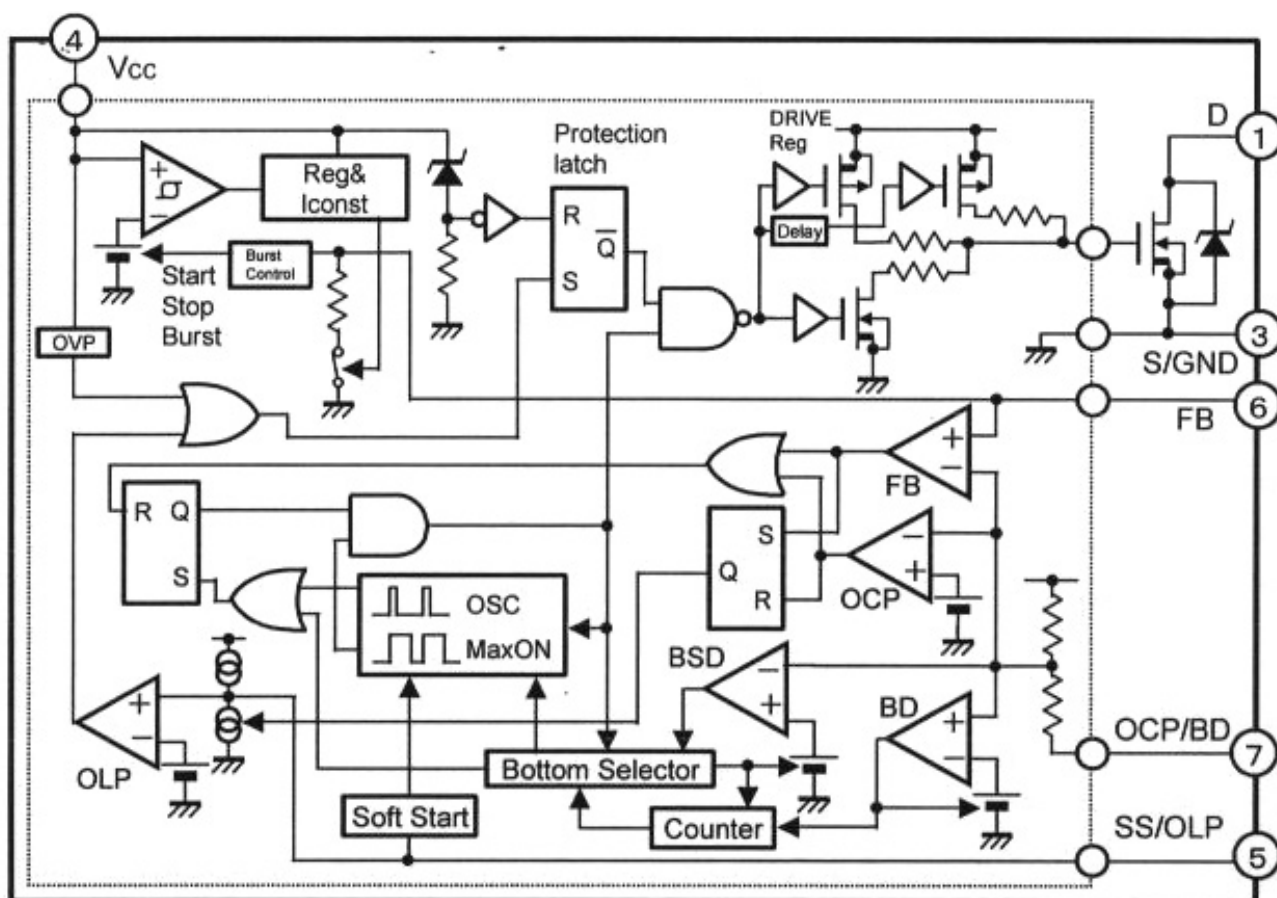 4
Vcc
D
1
DRIVE
Reg
Protection
latch
+
−
Reg&
Iconst
R
Q
S
Delay
Burst
Control
Start
Stop
Burst
OVP
3
S/GND
6
FB
+
−
FB
R Q
S
S
Q
R
−
+
OCP
OSC
MaxON
BSD
−
+
BD
+
−
OCP/BD
7
+
−
OLP
Bottom Selector
Soft Start
Counter
SS/OLP
5